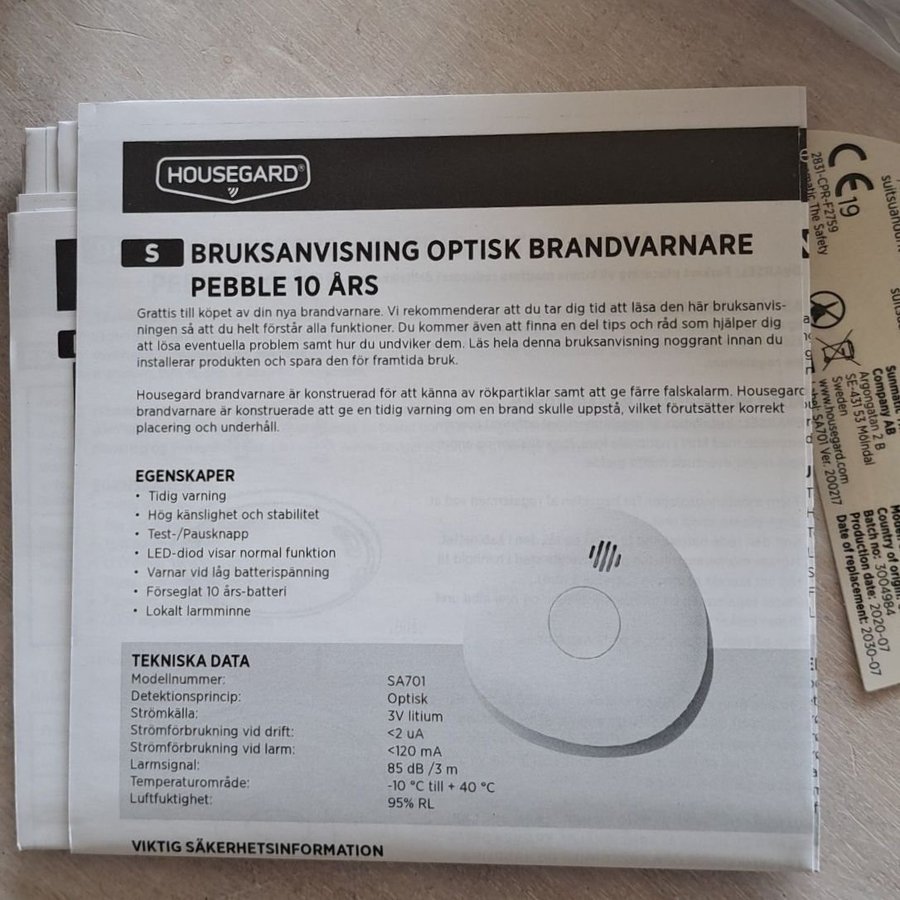 HOUSEGARD®
S BRUKSANVISNING OPTISK BRANDVARNARE
PEBBLE 10 ÅRS
Grattis till köpet av din nya brandvarnare. Vi rekommenderar att du tar dig tid att läsa den här bruksanvis-
ningen så att du helt förstår alla funktioner. Du kommer även att finna en del tips och råd som hjälper dig
att lösa eventuella problem samt hur du undviker dem. Läs hela denna bruksanvisning noggrant innan du
installerar produkten och spara den för framtida bruk.
Housegard brandvarnare är konstruerad för att känna av rökpartiklar samt att ge färre falskalarm. Housegard
brandvarnare är konstruerade att ge en tidig varning om en brand skulle uppstå, vilket förutsätter korrekt
placering och underhåll.
EGENSKAPER
• Tidig varning
• Hög känslighet och stabilitet
• Test-/Pausknapp
• LED-diod visar normal funktion
• Varnar vid låg batterispänning
• Förseglat 10 års-batteri
• Lokalt larmminne
TEKNISKA DATA
Modellnummer: SA701
Detektionsprincip: Optisk
Strömkälla: 3V litium
Strömförbrukning vid drift: <2 uA
Strömförbrukning vid larm: <120 mA
Larmsignal: 85 dB /3 m
Temperaturområde: -10 °C till + 40 °C
Luftfuktighet: 95% RL
VIKTIG SÄKERHETSINFORMATION
CE 19
2831-CPR-F2759
The Safety
Company AB
Argongatan 2 B
SE-431 53 Mölndal
Sweden
www.housegard.com
SA701 Ver. 200217
Country of origin:
Batch no: 3004984
Production date: 2020-07
Date of replacement: 2030-07